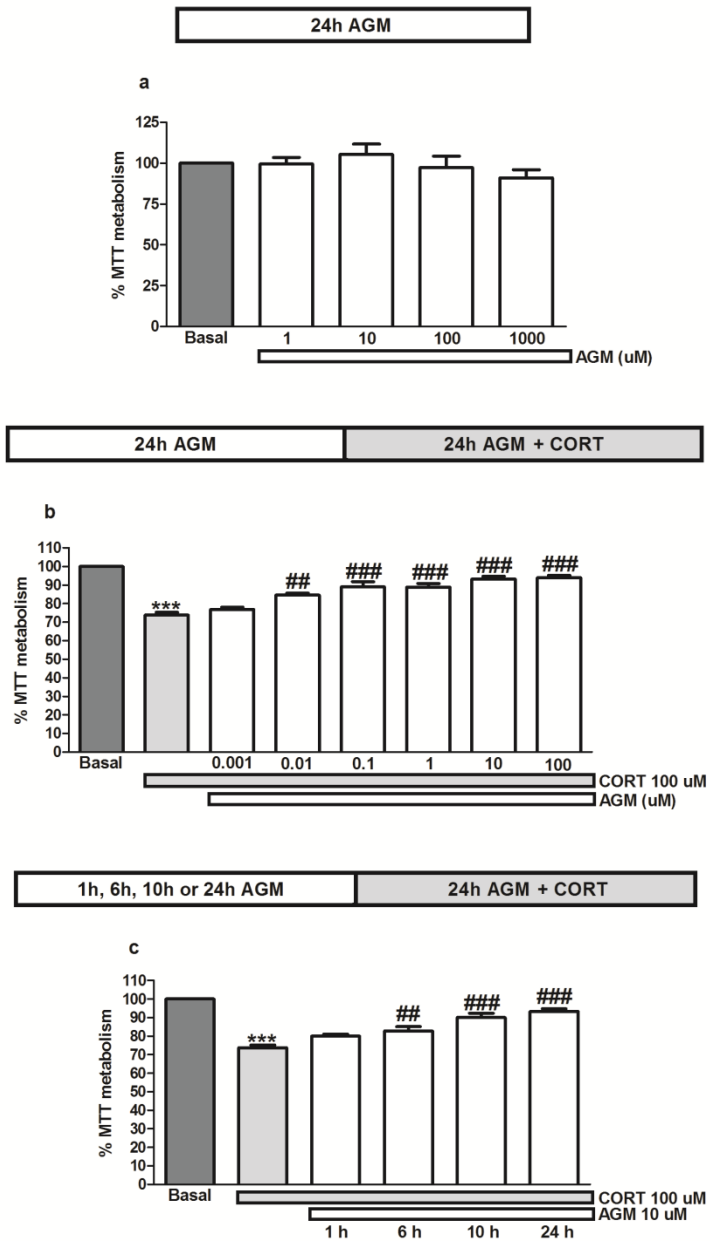 24h AGM
a
% MTT metabolism
125
100
75
50
25
0
Basal 1 10 100 1000
AGM (uM)
24h AGM 24h AGM + CORT
b
% MTT metabolism
110
100
90
80
70
60
50
40
30
20
10
0
*** ## ### ### ### ###
Basal 0.001 0.01 0.1 1 10 100
CORT 100 uM
AGM (uM)
1h, 6h, 10h or 24h AGM 24h AGM + CORT
c
% MTT metabolism
110
100
90
80
70
60
50
40
30
20
10
0
*** ## ### ###
Basal
CORT 100 uM
AGM 10 uM
1 h 6 h 10 h 24 h